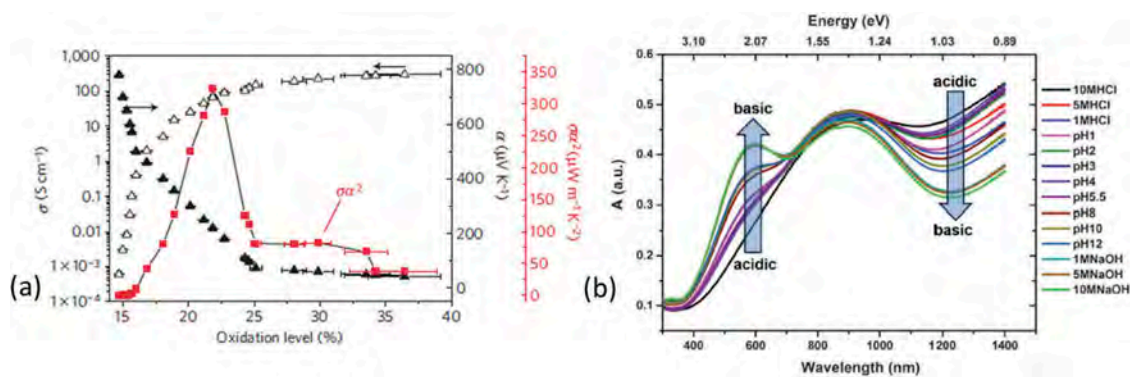 (a)
σ (S cm⁻¹)
1,000
100
10
1
0.1
0.01
1×10⁻³
1×10⁻⁴
15
20
25
30
35
40
Oxidation level (%)
800
600
400
200
0
α (μV K⁻¹)
350
300
250
200
150
100
50
0
σα² (μW m⁻¹ K⁻²)
σα²
(b)
Energy (eV)
3.10
2.07
1.55
1.24
1.03
0.89
A (a.u.)
0.6
0.5
0.4
0.3
0.2
0.1
basic
acidic
acidic
basic
400
600
800
1000
1200
1400
Wavelength (nm)
10MHCl
5MHCl
1MHCl
pH1
pH2
pH3
pH4
pH5.5
pH8
pH10
pH12
1MNaOH
5MNaOH
10MNaOH